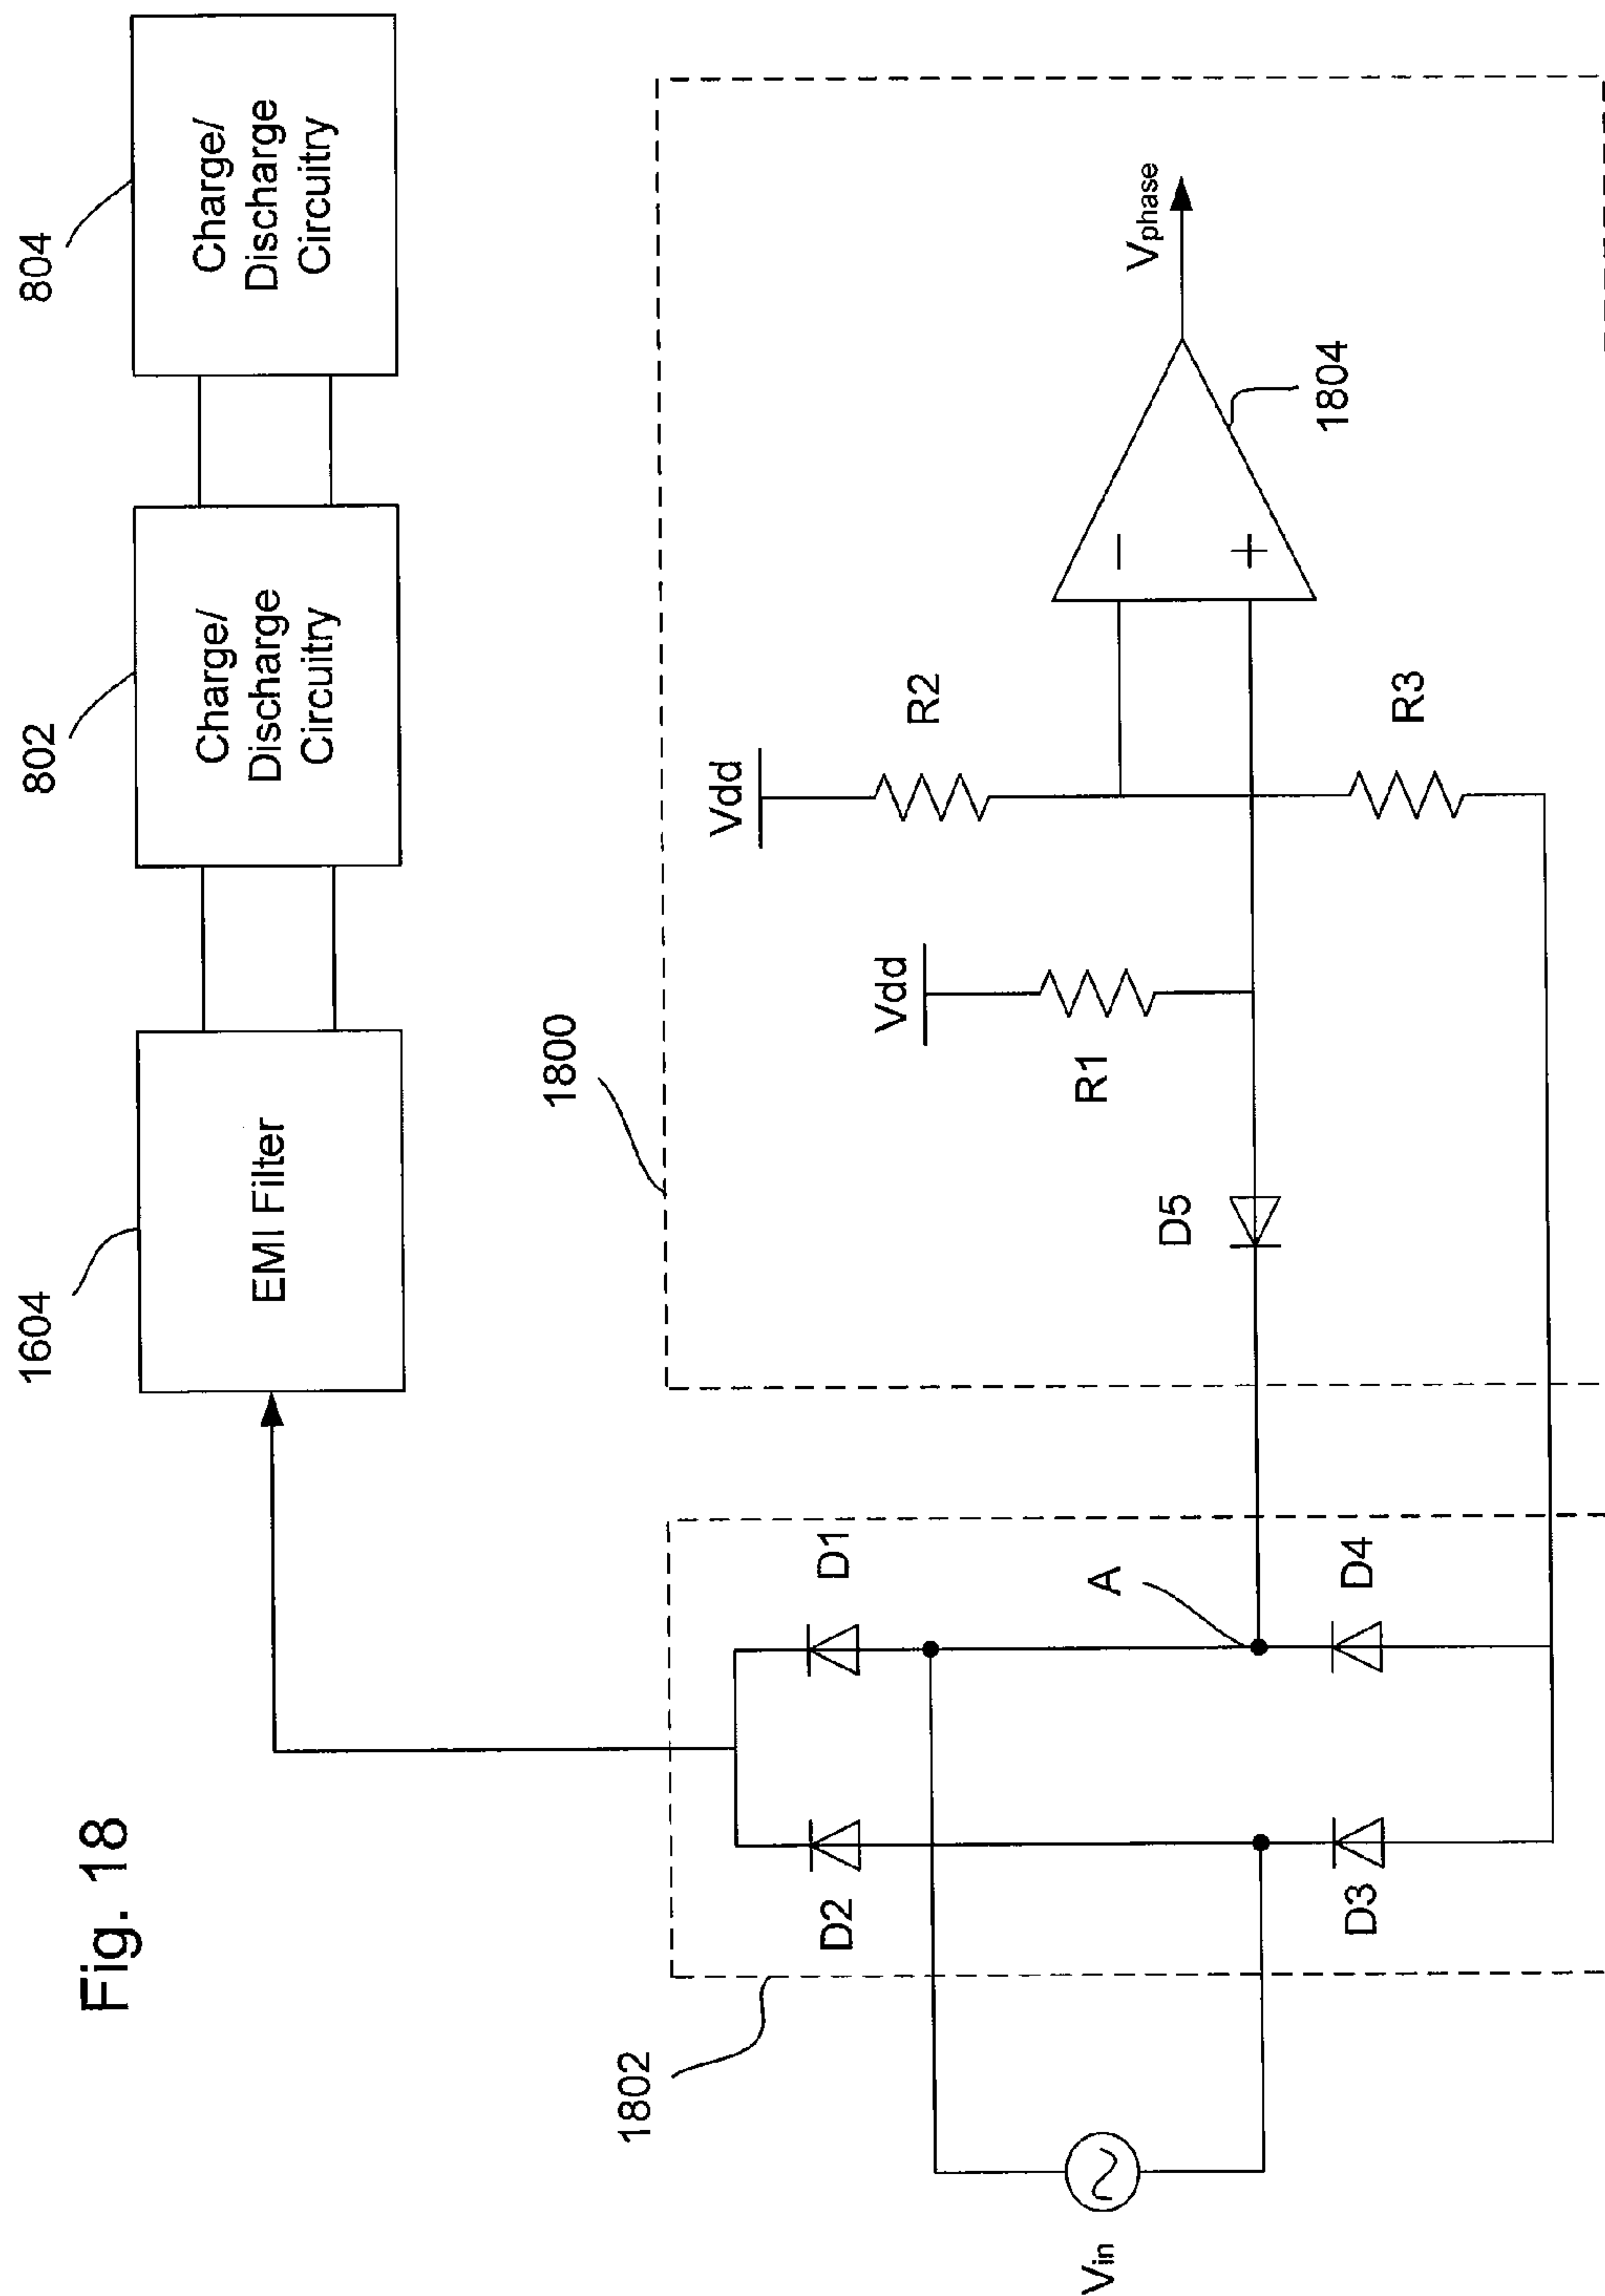 Fig. 18
1604
EMI Filter
802
Charge/
Discharge
Circuitry
804
Charge/
Discharge
Circuitry
1802
Vin
D2
D1
D3
D4
A
1800
D5
Vdd
R1
Vdd
R2
R3
−
+
1804
Vphase